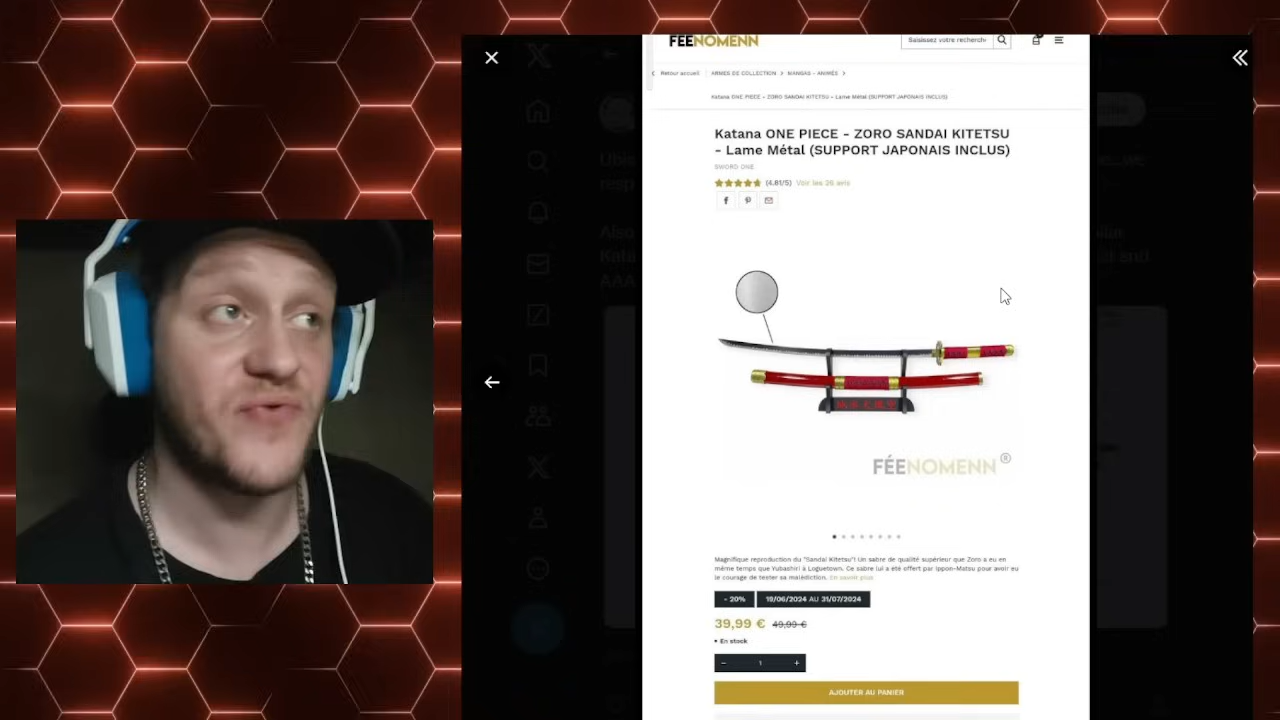 FÉENOMENN
Saisissez votre recherch
Retour accueil
ARMES DE COLLECTION
MANGAS - ANIMÉS
Katana ONE PIECE - ZORO SANDAI KITETSU - Lame Métal (SUPPORT JAPONAIS INCLUS)
Katana ONE PIECE - ZORO SANDAI KITETSU
- Lame Métal (SUPPORT JAPONAIS INCLUS)
SWORD ONE
(4.81/5) Voir les 26 avis
FÉENOMENN
Magnifique reproduction du "Sandai Kitetsu"! Un sabre de qualité supérieur que Zoro a eu en
même temps que Yubashiri à Loguetown. Ce sabre lui a été offert par Ippon-Matsu pour avoir eu
le courage de tester sa malédiction. En savoir plus
- 20%
19/06/2024 AU 31/07/2024
39,99 € 49,99 €
En stock
- 1 +
AJOUTER AU PANIER